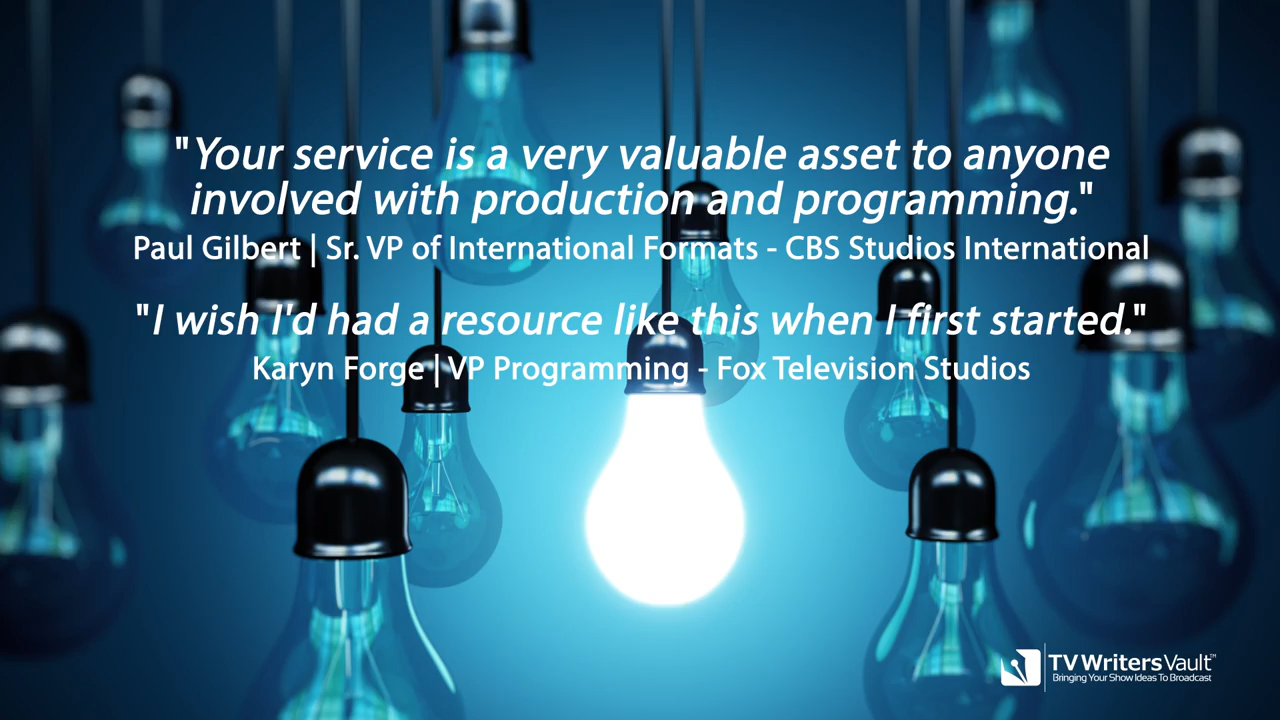 "Your service is a very valuable asset to anyone
involved with production and programming."
Paul Gilbert | Sr. VP of International Formats - CBS Studios International
"I wish I'd had a resource like this when I first started."
Karyn Forge | VP Programming - Fox Television Studios
TV Writers Vault™
Bringing Your Show Ideas To Broadcast